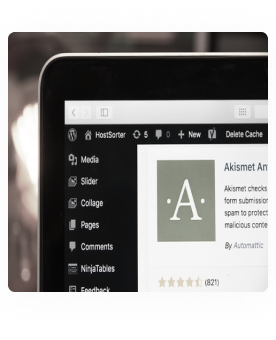 HostSorter 5 0 + New Delete Cache
Media
Slider
Collage
Pages
Comments
NinjaTables
Feedback
·A·
Akismet An
Akismet checks
form submission
spam to protect
malicious conte
By Automattic
(821)